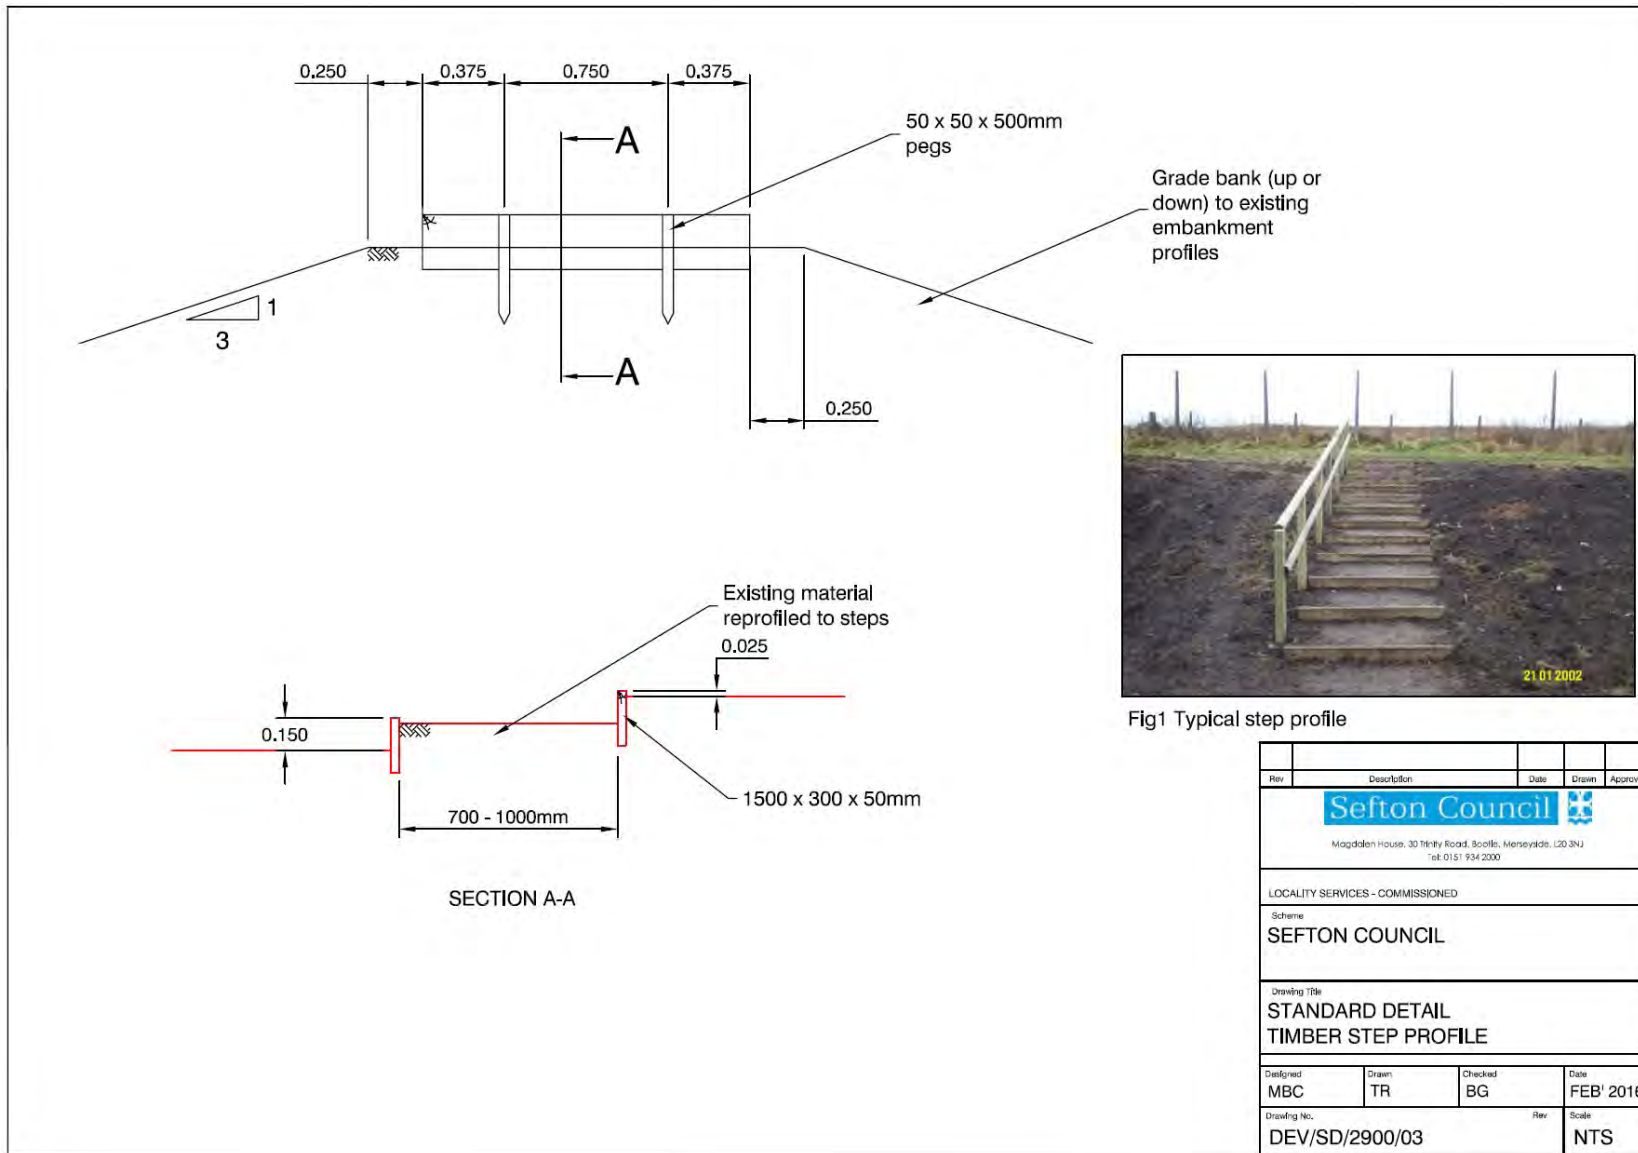 0.250
0.375
0.750
0.375
A
50 x 50 x 500mm
pegs
Grade bank (up or
down) to existing
embankment
profiles
1
3
A
0.250
21 01 2002
Fig1 Typical step profile
Existing material
reprofiled to steps
0.025
0.150
700 - 1000mm
1500 x 300 x 50mm
SECTION A-A
Rev
Description
Date
Drawn
Approv
Sefton Council
Magdalen House, 30 Trinity Road, Bootle, Merseyside, L20 3NJ
Tel: 0151 934 2000
LOCALITY SERVICES - COMMISSIONED
Scheme
SEFTON COUNCIL
Drawing Title
STANDARD DETAIL
TIMBER STEP PROFILE
Designed
MBC
Drawn
TR
Checked
BG
Date
FEB' 2016
Drawing No.
DEV/SD/2900/03
Rev
Scale
NTS